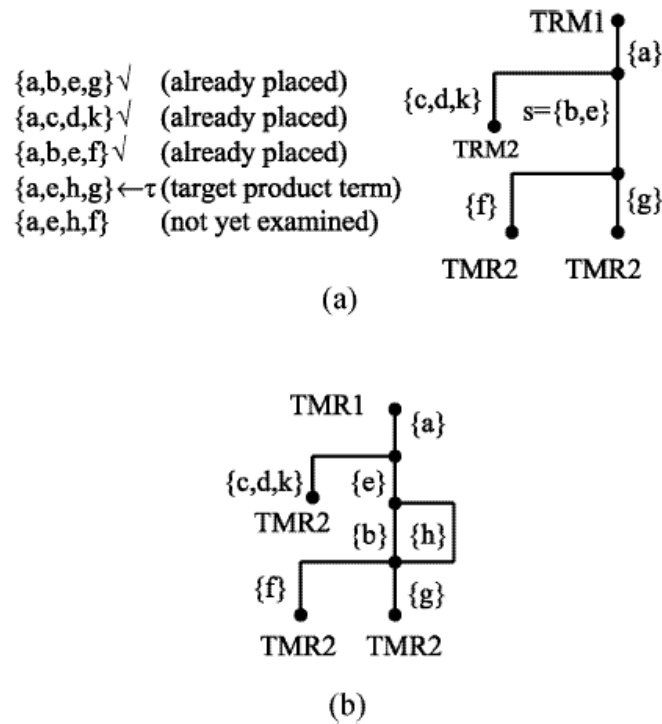 {a,b,e,g}√ (already placed)
{a,c,d,k}√ (already placed)
{a,b,e,f}√ (already placed)
{a,e,h,g}←τ (target product term)
{a,e,h,f} (not yet examined)
TRM1
{a}
{c,d,k}
s={b,e}
TRM2
{f}
{g}
TMR2
TMR2
(a)
TMR1
{a}
{c,d,k}
{e}
TMR2
{b}
{h}
{f}
{g}
TMR2
TMR2
(b)